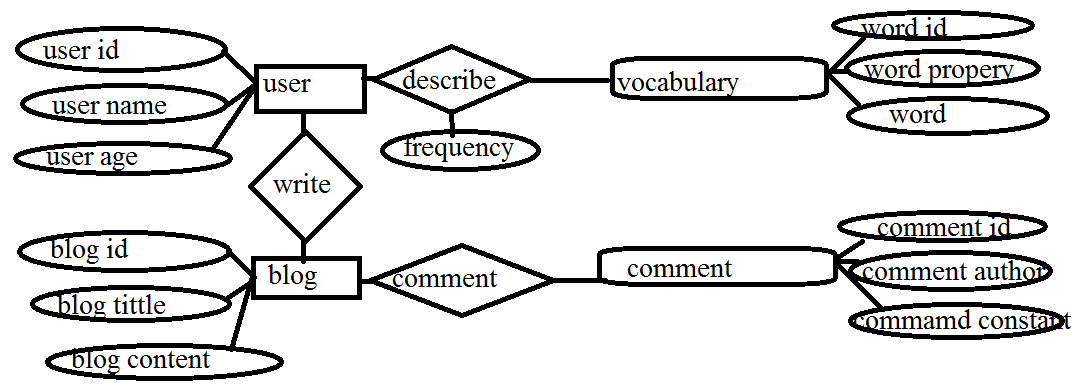 user id
user name
user age
user
describe
frequency
vocabulary
word id
word propery
word
write
blog id
blog tittle
blog content
blog
comment
comment
comment id
comment author
commamd constant